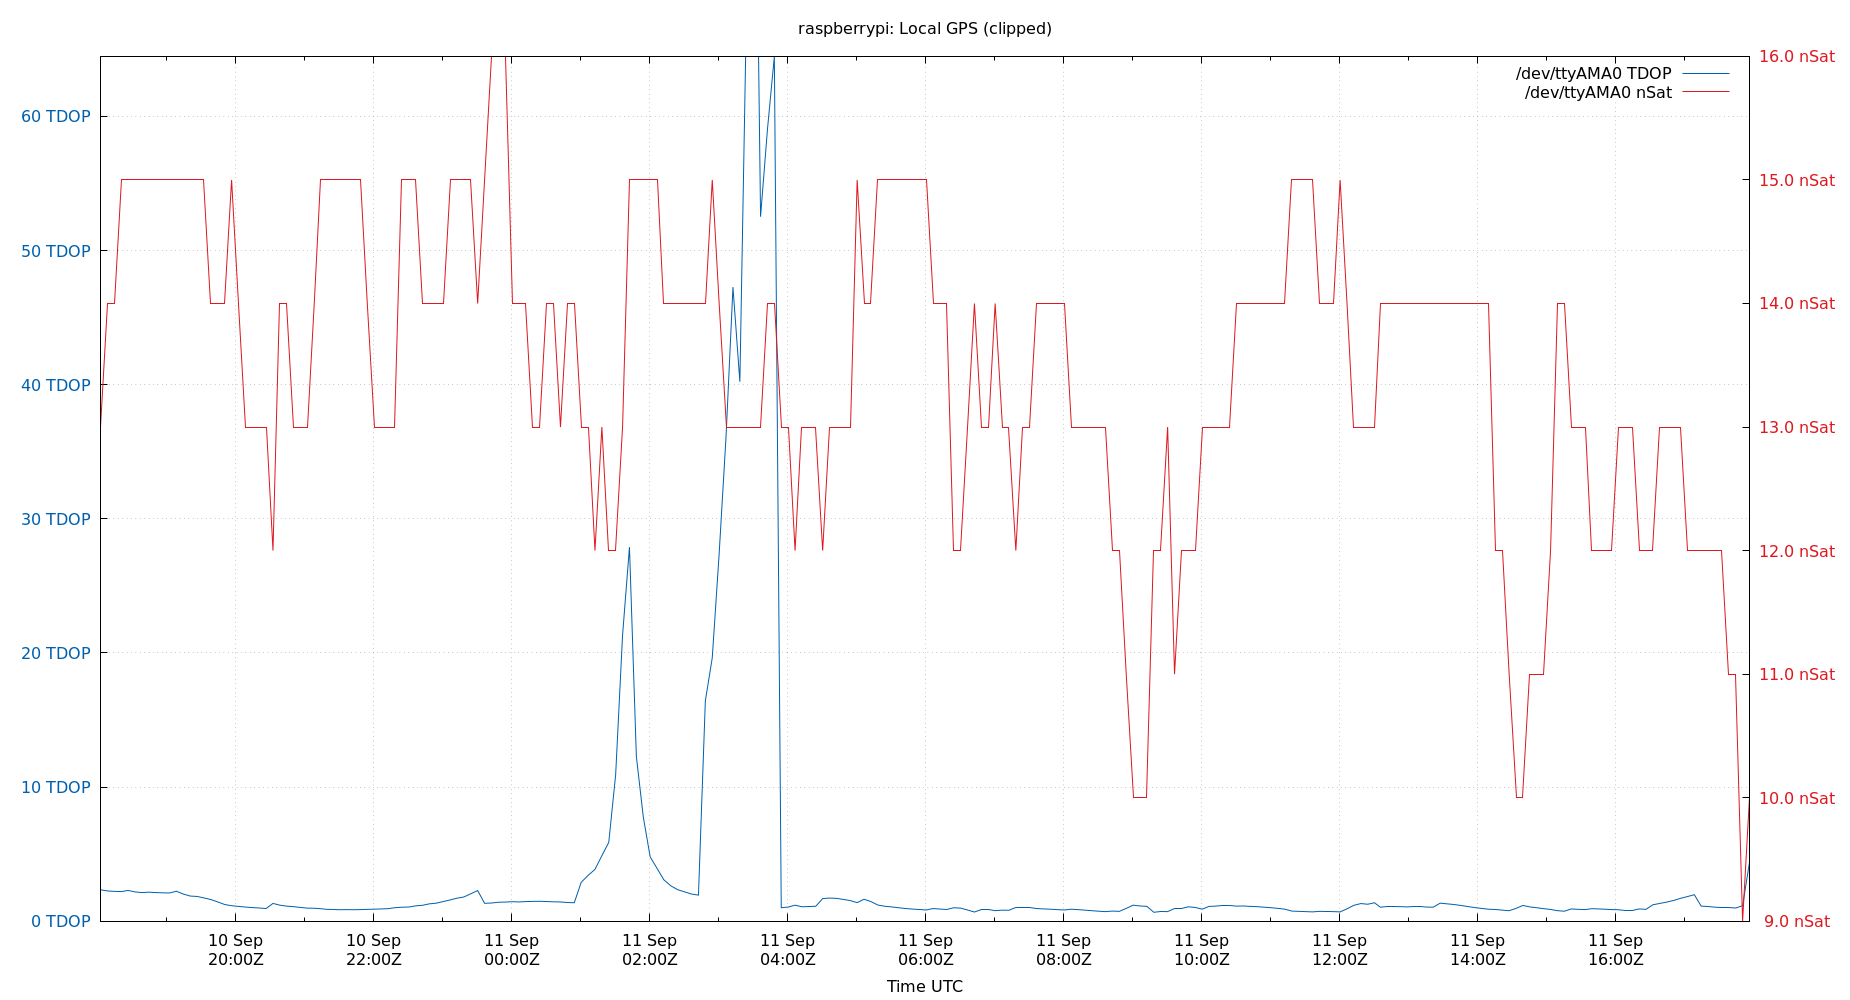 raspberrypi: Local GPS (clipped)
/dev/ttyAMA0 TDOP
/dev/ttyAMA0 nSat
60 TDOP
50 TDOP
40 TDOP
30 TDOP
20 TDOP
10 TDOP
0 TDOP
16.0 nSat
15.0 nSat
14.0 nSat
13.0 nSat
12.0 nSat
11.0 nSat
10.0 nSat
9.0 nSat
10 Sep
20:00Z
10 Sep
22:00Z
11 Sep
00:00Z
11 Sep
02:00Z
11 Sep
04:00Z
11 Sep
06:00Z
11 Sep
08:00Z
11 Sep
10:00Z
11 Sep
12:00Z
11 Sep
14:00Z
11 Sep
16:00Z
Time UTC